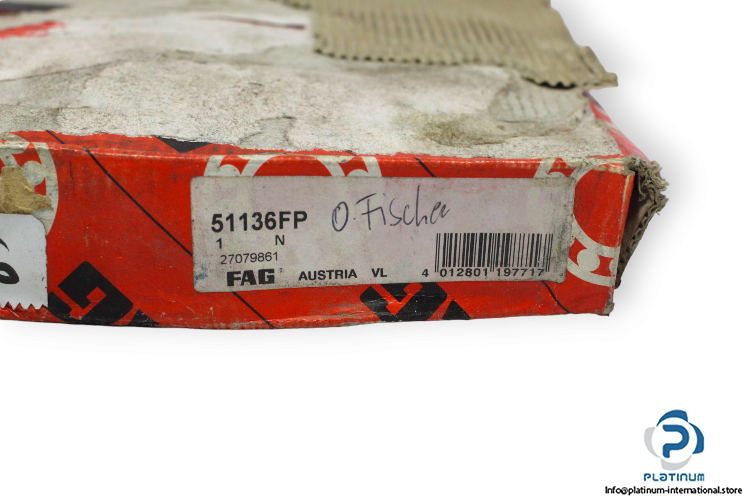 51136FP O. Fischer
1 N
27079861
FAG AUSTRIA VL 4 012801 197717
PLATINUM
Info@platinum-international.store